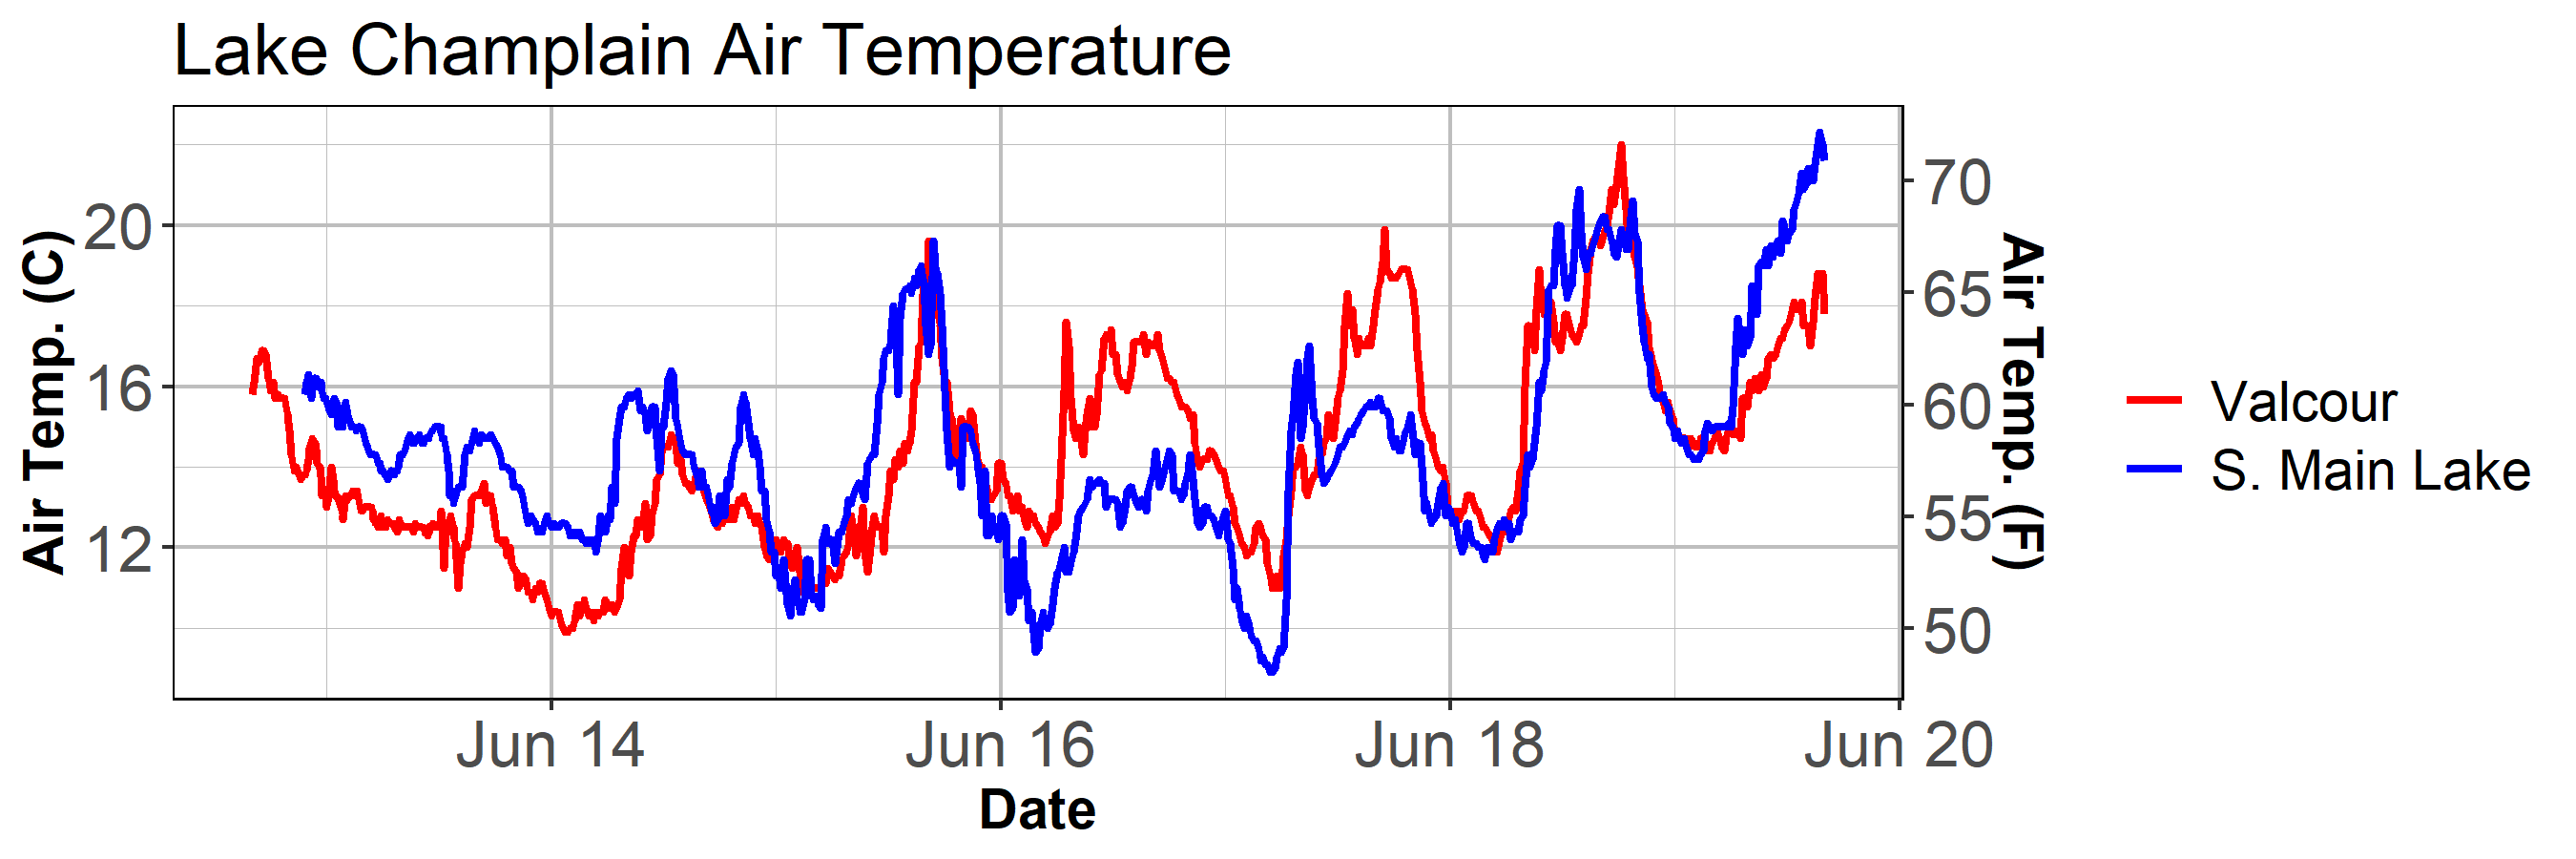 Lake Champlain Air Temperature
Air Temp. (C)
20
16
12
70
65
60
55
50
Air Temp. (F)
Jun 14
Jun 16
Jun 18
Jun 20
Date
Valcour
S. Main Lake